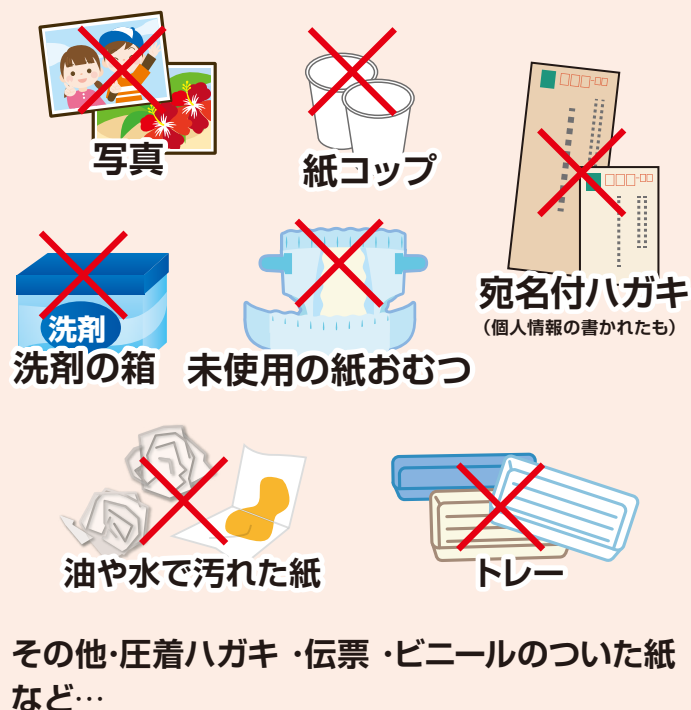 写真
紙コップ
宛名付ハガキ
（個人情報の書かれたも）
洗剤
洗剤の箱
未使用の紙おむつ
油や水で汚れた紙
トレー
その他・圧着ハガキ ・伝票 ・ビニールのついた紙
など…